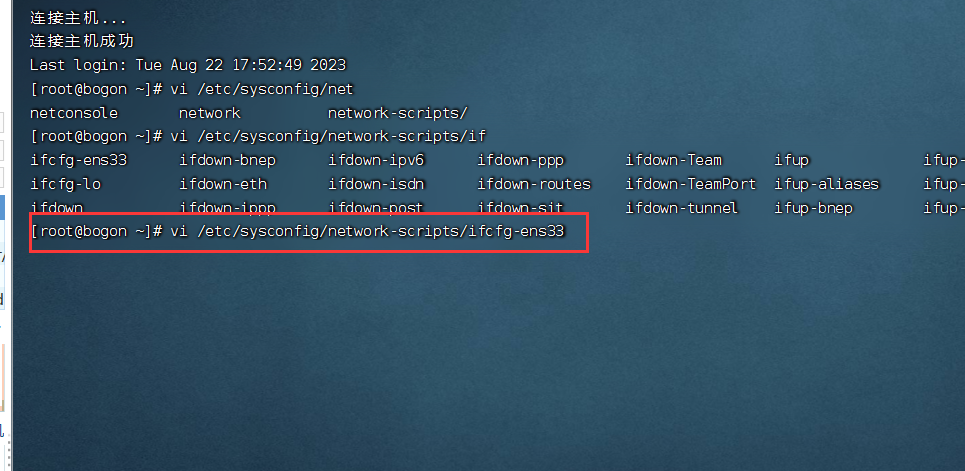 连接主机...
连接主机成功
Last login: Tue Aug 22 17:52:49 2023
[root@bogon ~]# vi /etc/sysconfig/net
netconsole network network-scripts/
[root@bogon ~]# vi /etc/sysconfig/network-scripts/if
ifcfg-ens33 ifdown-bnep ifdown-ipv6 ifdown-ppp ifdown-Team ifup ifup-
ifcfg-lo ifdown-eth ifdown-isdn ifdown-routes ifdown-TeamPort ifup-aliases ifup-
ifdown ifdown-ippp ifdown-post ifdown-sit ifdown-tunnel ifup-bnep ifup-
[root@bogon ~]# vi /etc/sysconfig/network-scripts/ifcfg-ens33